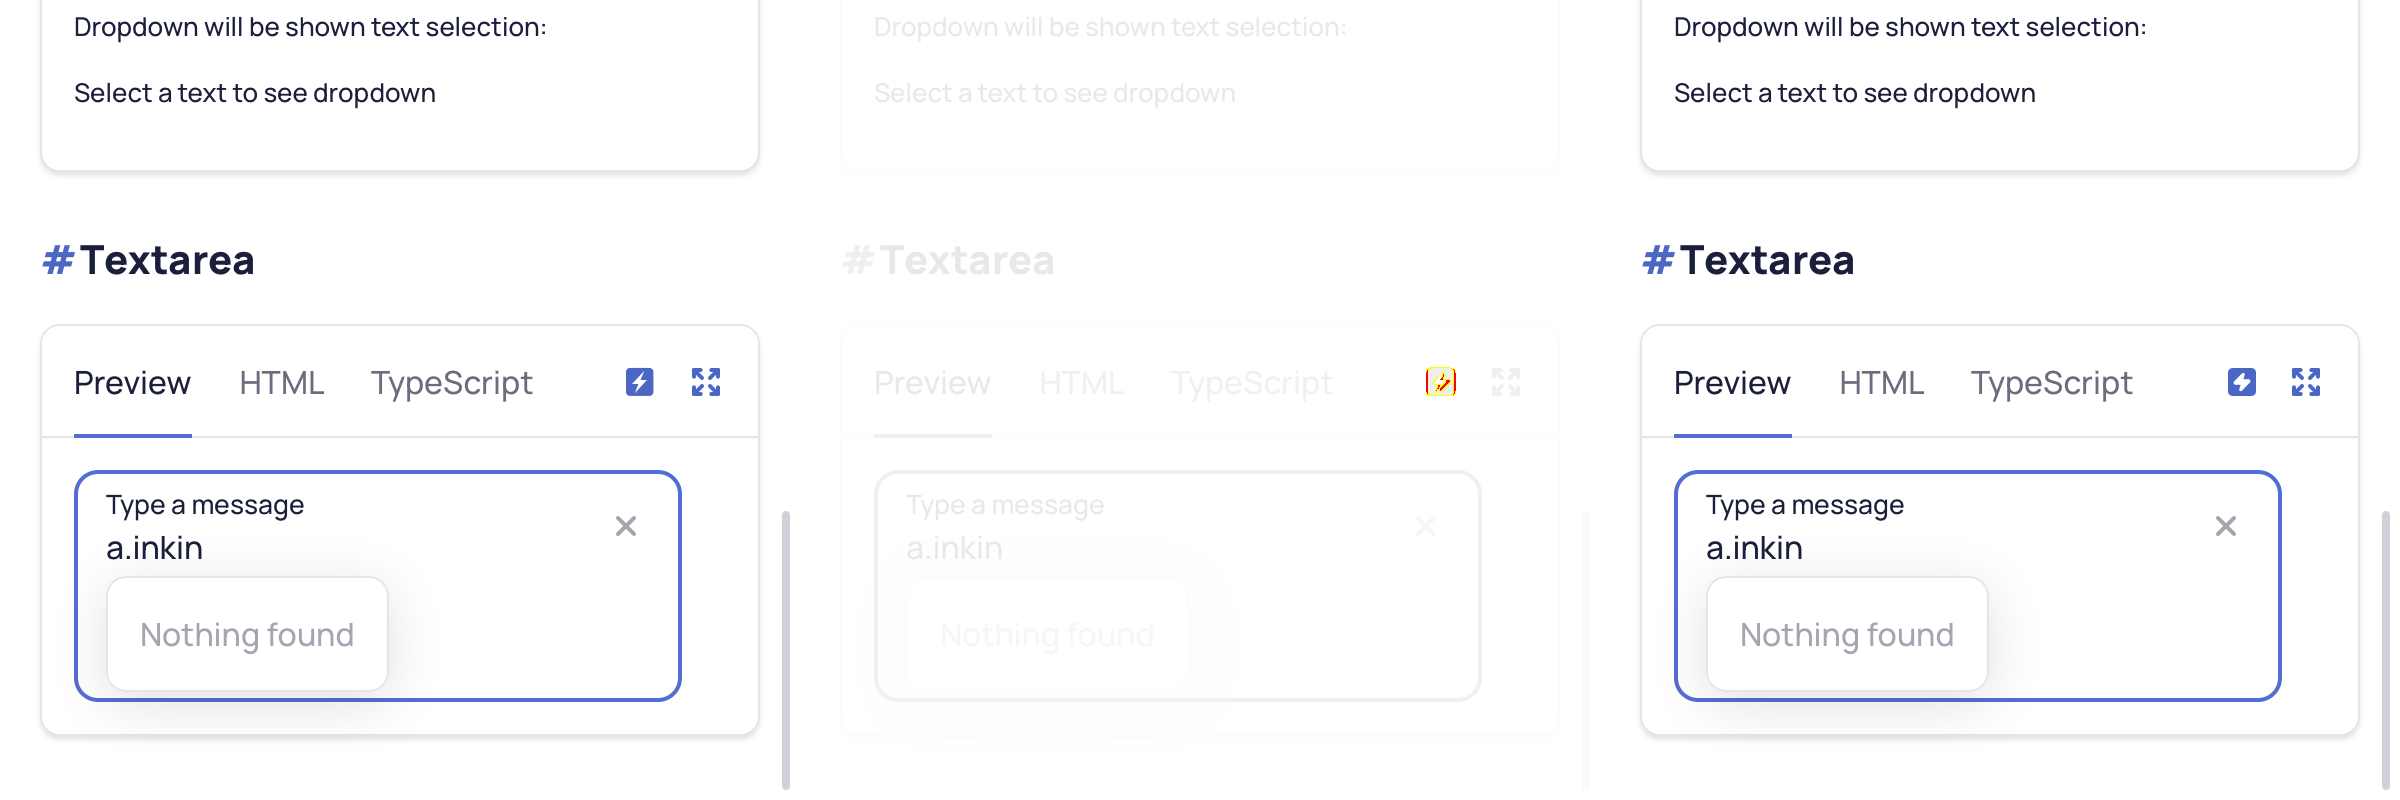 Dropdown will be shown text selection:
Select a text to see dropdown
#Textarea
Preview HTML TypeScript
Type a message
a.inkin
Nothing found
Dropdown will be shown text selection:
Select a text to see dropdown
#Textarea
Preview HTML TypeScript
Type a message
a.inkin
Nothing found
Dropdown will be shown text selection:
Select a text to see dropdown
#Textarea
Preview HTML TypeScript
Type a message
a.inkin
Nothing found